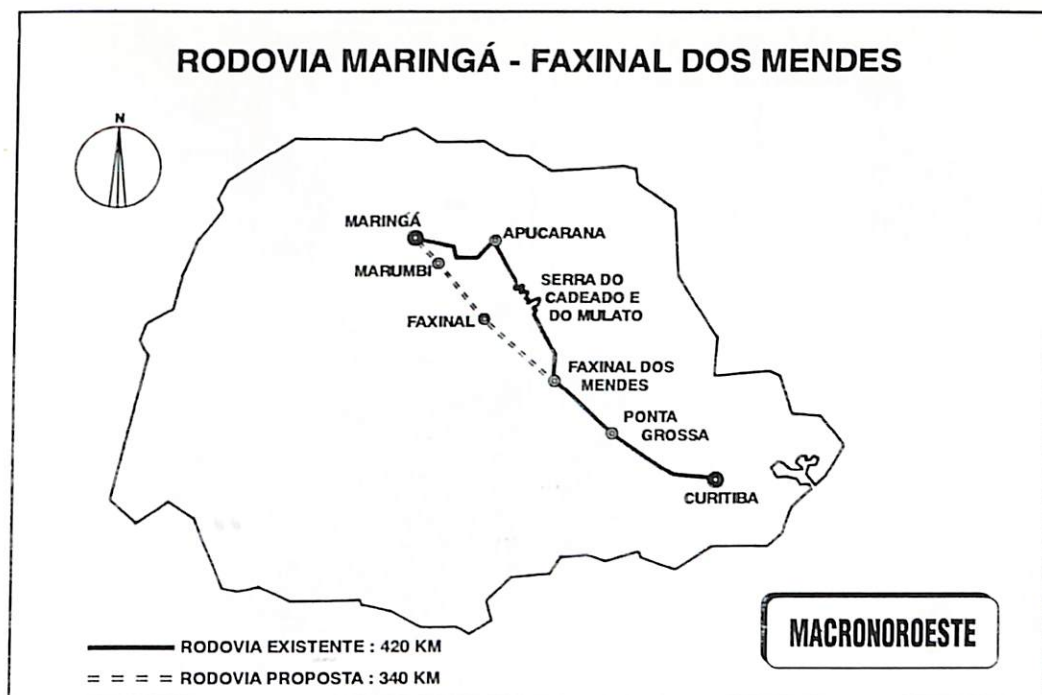 RODOVIA MARINGÁ - FAXINAL DOS MENDES
N
MARINGÁ
APUCARANA
MARUMBI
SERRA DO
CADEADO E
DO MULATO
FAXINAL
FAXINAL DOS
MENDES
PONTA
GROSSA
CURITIBA
MACRONOROESTE
RODOVIA EXISTENTE : 420 KM
RODOVIA PROPOSTA : 340 KM